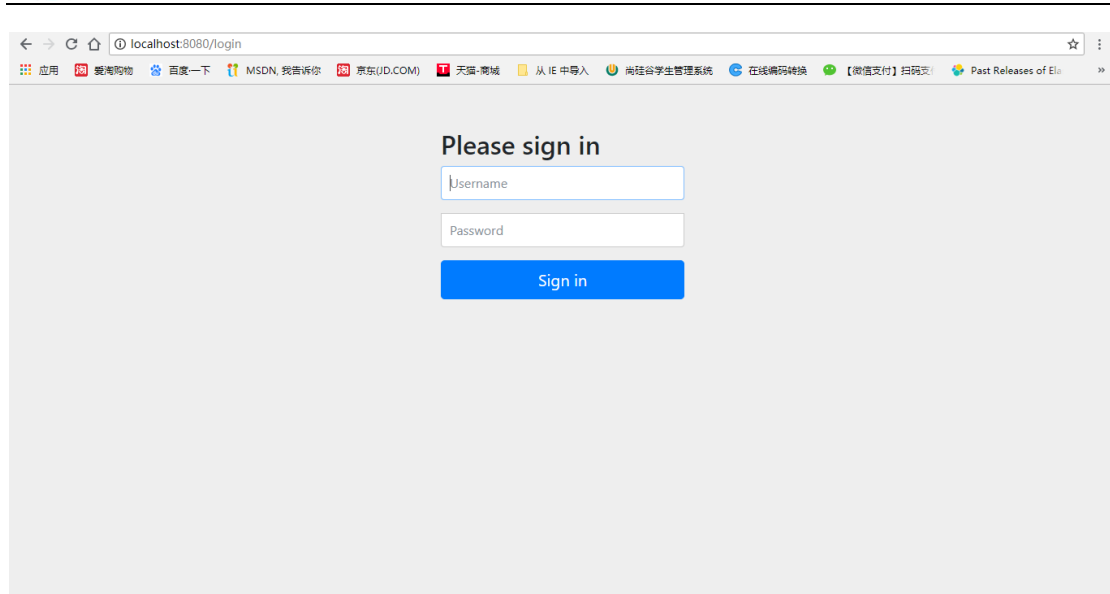 localhost:8080/login
应用 爱淘购物 百度一下 MSDN, 我告诉你 京东(JD.COM) 天猫-商城 从 IE 中导入 尚硅谷学生管理系统 在线编码转换 【微信支付】扫码支 Past Releases of Ela »
Please sign in
Username
Password
Sign in